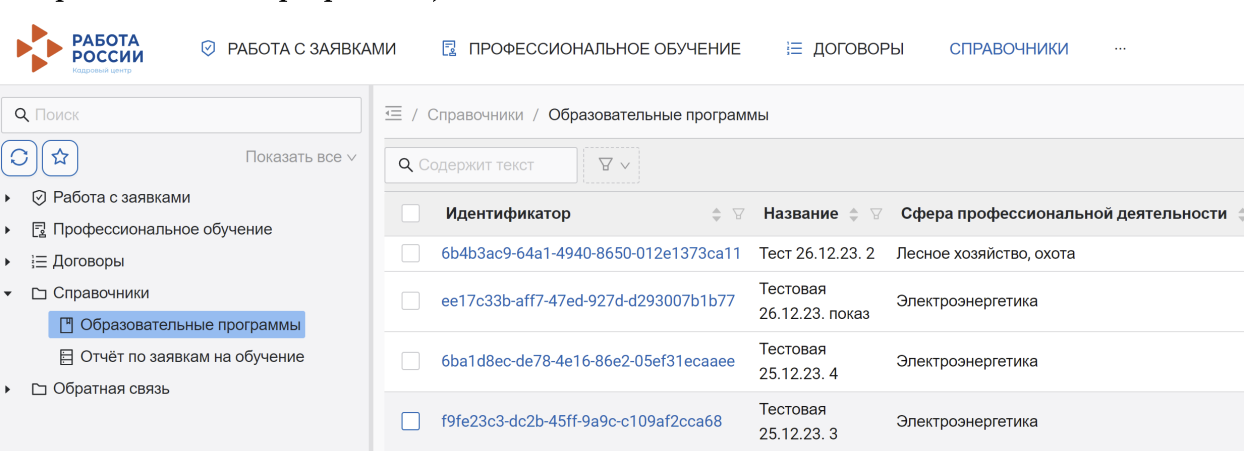 РАБОТА
РОССИИ
Кадровый центр
РАБОТА С ЗАЯВКАМИ
ПРОФЕССИОНАЛЬНОЕ ОБУЧЕНИЕ
ДОГОВОРЫ
СПРАВОЧНИКИ
...
Поиск
Показать все
Работа с заявками
Профессиональное обучение
Договоры
Справочники
Образовательные программы
Отчёт по заявкам на обучение
Обратная связь
/ Справочники / Образовательные программы
Содержит текст
Идентификатор Название Сфера профессиональной деятельности
6b4b3ac9-64a1-4940-8650-012e1373ca11 Тест 26.12.23. 2 Лесное хозяйство, охота
ee17c33b-aff7-47ed-927d-d293007b1b77 Тестовая 26.12.23. показ Электроэнергетика
6ba1d8ec-de78-4e16-86e2-05ef31ecaaee Тестовая 25.12.23. 4 Электроэнергетика
f9fe23c3-dc2b-45ff-9a9c-c109af2cca68 Тестовая 25.12.23. 3 Электроэнергетика